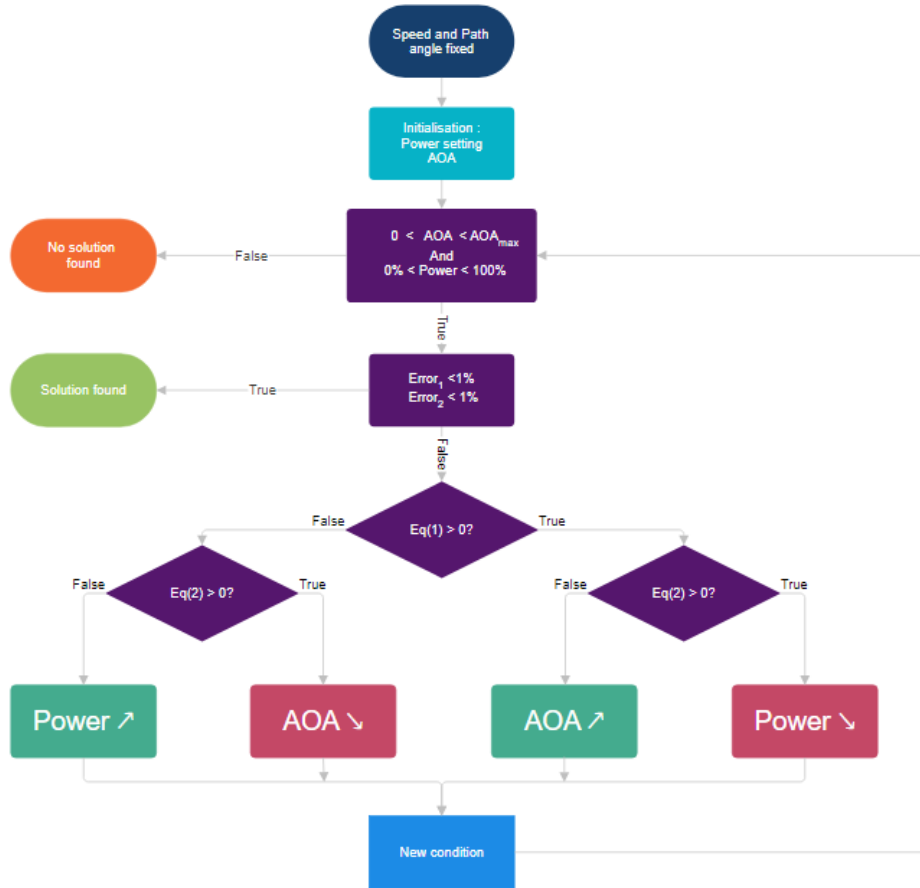 Speed and Path
angle fixed
Initialisation :
Power setting
AOA
0 < AOA < AOAmax
And
0% < Power < 100%
No solution
found
False
True
Error1 <1%
Error2 < 1%
Solution found
True
False
Eq(1) > 0?
False
True
Eq(2) > 0?
False
True
Eq(2) > 0?
False
True
Power ↗
AOA ↘
AOA ↗
Power ↘
New condition